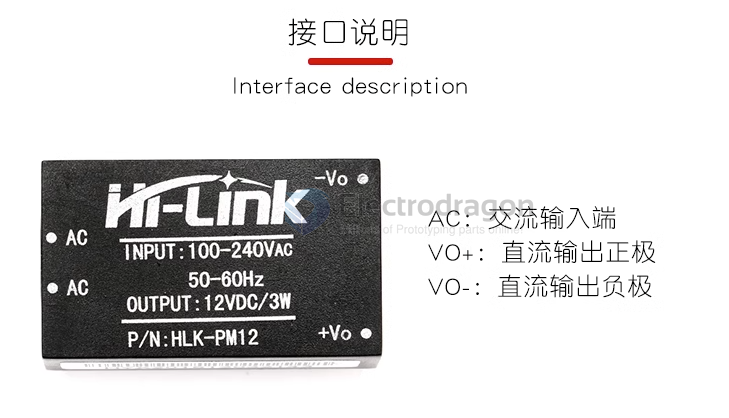 接口说明
Interface description
Hi-Link
-Vo
AC
INPUT:100-240VAC
50-60Hz
AC
OUTPUT:12VDC/3W
+Vo
P/N:HLK-PM12
Electrodragon
AC：交流输入端
VO+：直流输出正极
VO-：直流输出负极